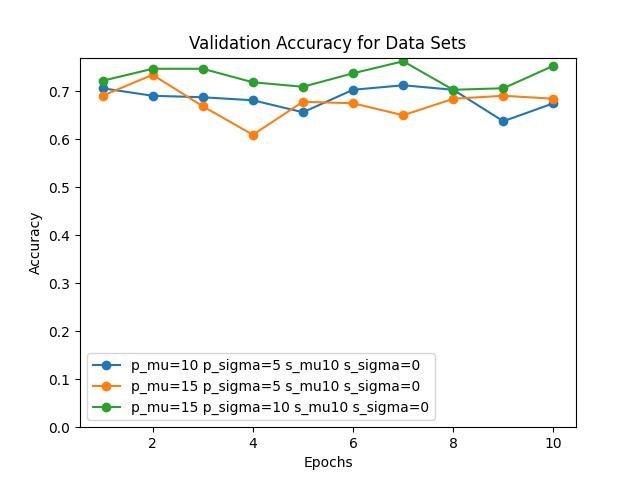 Validation Accuracy for Data Sets
Accuracy
0.7
0.6
0.5
0.4
0.3
0.2
0.1
0.0
p_mu=10 p_sigma=5 s_mu10 s_sigma=0
p_mu=15 p_sigma=5 s_mu10 s_sigma=0
p_mu=15 p_sigma=10 s_mu10 s_sigma=0
2 4 6 8 10
Epochs